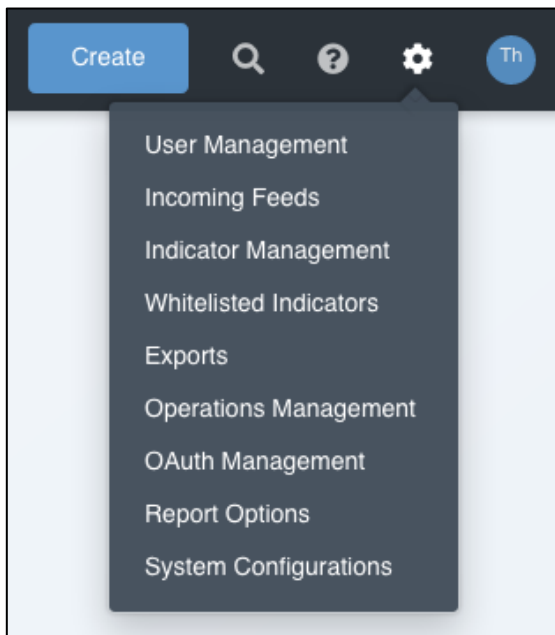 Create
Th
User Management
Incoming Feeds
Indicator Management
Whitelisted Indicators
Exports
Operations Management
OAuth Management
Report Options
System Configurations